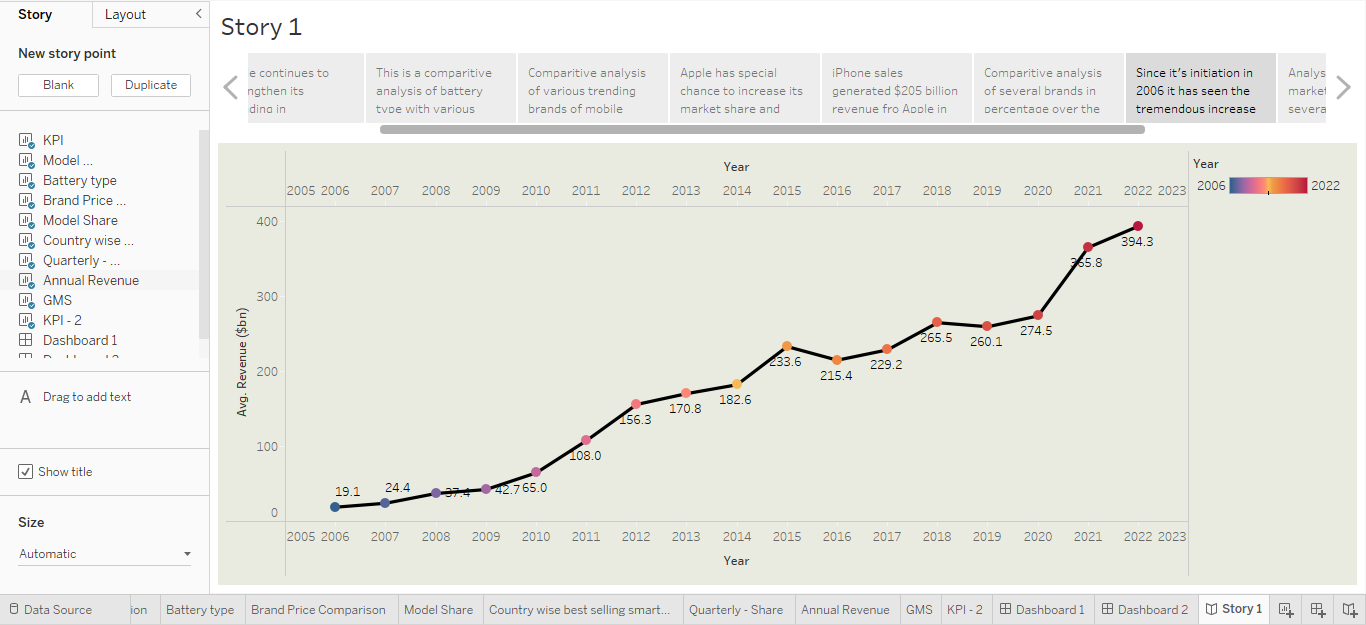 Story
Layout
New story point
Blank
Duplicate
KPI
Model ...
Battery type
Brand Price ...
Model Share
Country wise ...
Quarterly - ...
Annual Revenue
GMS
KPI - 2
Dashboard 1
Drag to add text
Show title
Size
Automatic
Story 1
e continues to
ngthen its
ding in
This is a comparitive
analysis of battery
type with various
Comparitive analysis
of various trending
brands of mobile
Apple has special
chance to increase its
market share and
iPhone sales
generated $205 billion
revenue fro Apple in
Comparitive analysis
of several brands in
percentage over the
Since it's initiation in
2006 it has seen the
tremendous increase
Analys
market
severa
Year
2005 2006 2007 2008 2009 2010 2011 2012 2013 2014 2015 2016 2017 2018 2019 2020 2021 2022 2023
Year
2006 2022
Avg. Revenue ($bn)
400
300
200
100
0
19.1
24.4
37.4
42.7
65.0
108.0
156.3
170.8
182.6
233.6
215.4
229.2
265.5
260.1
274.5
365.8
394.3
2005 2006 2007 2008 2009 2010 2011 2012 2013 2014 2015 2016 2017 2018 2019 2020 2021 2022 2023
Year
Data Source ion Battery type Brand Price Comparison Model Share Country wise best selling smart... Quarterly - Share Annual Revenue GMS KPI - 2 Dashboard 1 Dashboard 2 Story 1